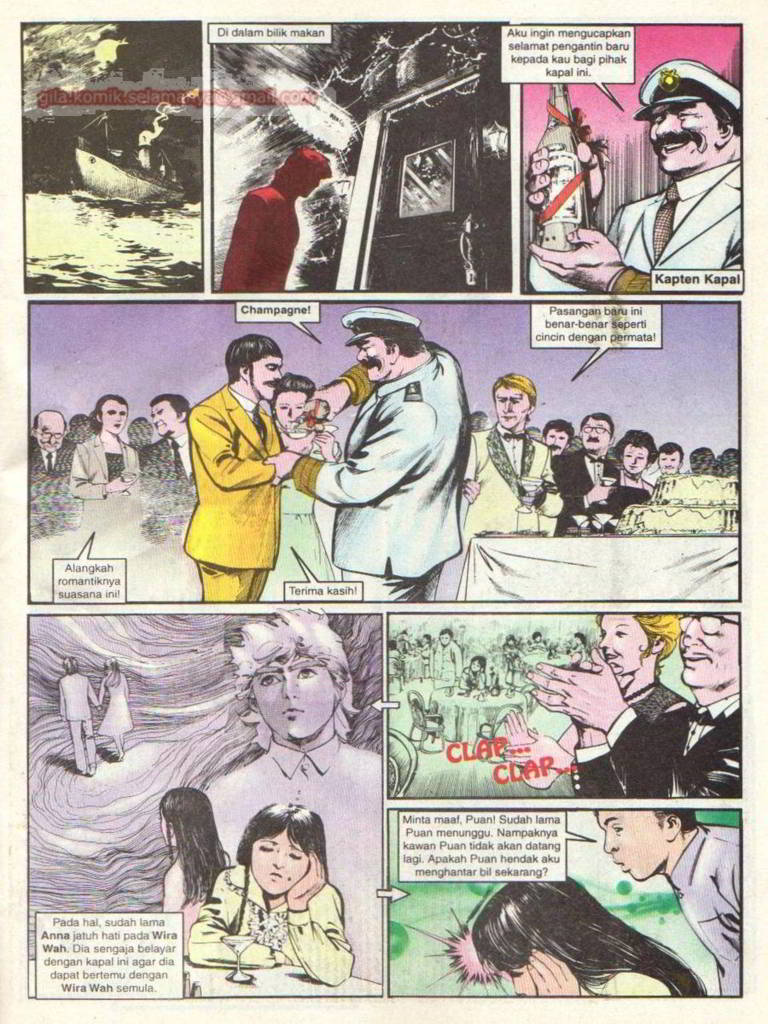 gila.komik.selamanya@gmail.com
Di dalam bilik makan
Aku ingin mengucapkan
selamat pengantin baru
kepada kau bagi pihak
kapal ini.
Kapten Kapal
Champagne!
Pasangan baru ini
benar-benar seperti
cincin dengan permata!
Alangkah
romantiknya
suasana ini!
Terima kasih!
CLAP...
CLAP...
Pada hal, sudah lama
Anna jatuh hati pada Wira
Wah. Dia sengaja belayar
dengan kapal ini agar dia
dapat bertemu dengan
Wira Wah semula.
Minta maaf, Puan! Sudah lama
Puan menunggu. Nampaknya
kawan Puan tidak akan datang
lagi. Apakah Puan hendak aku
menghantar bil sekarang?